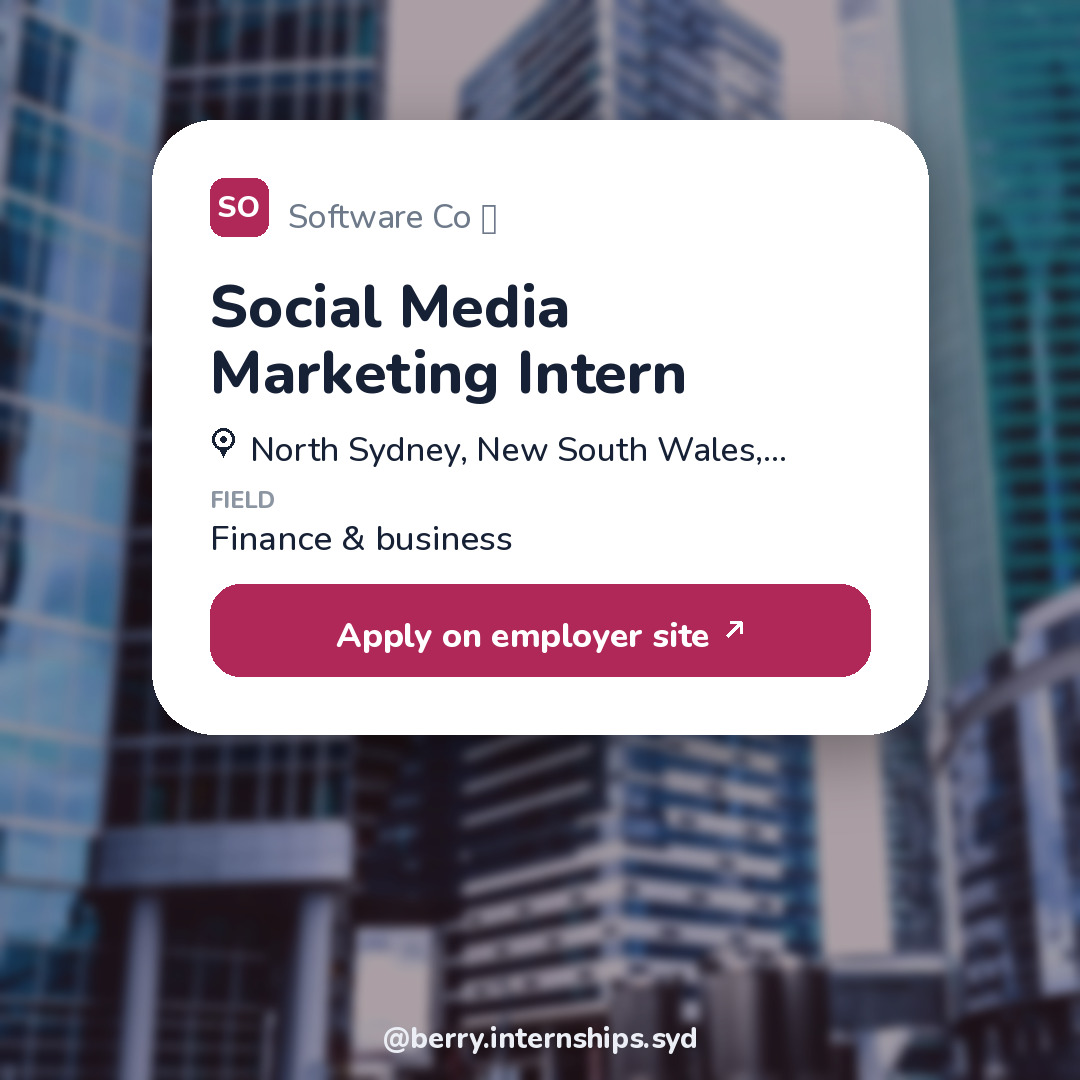 SO
Software Co
Social Media
Marketing Intern
North Sydney, New South Wales,...
FIELD
Finance & business
Apply on employer site ↗
@berry.internships.syd